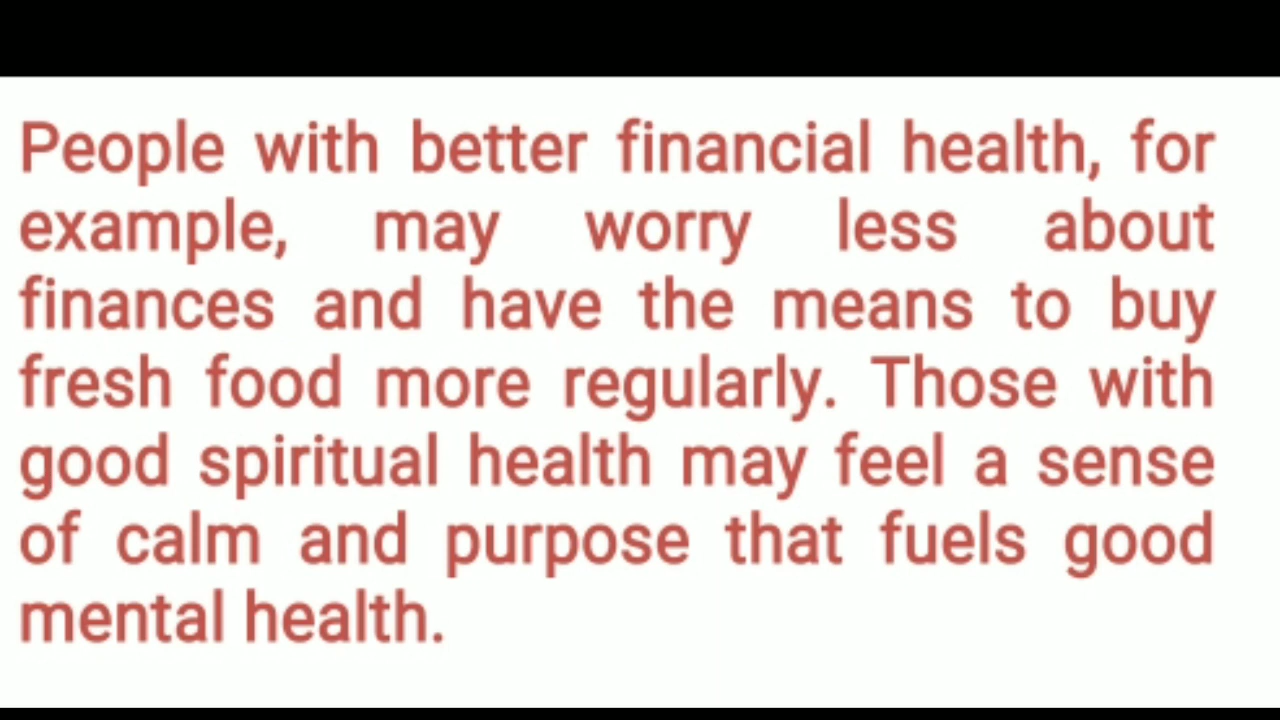 People with better financial health, for
example, may worry less about
finances and have the means to buy
fresh food more regularly. Those with
good spiritual health may feel a sense
of calm and purpose that fuels good
mental health.